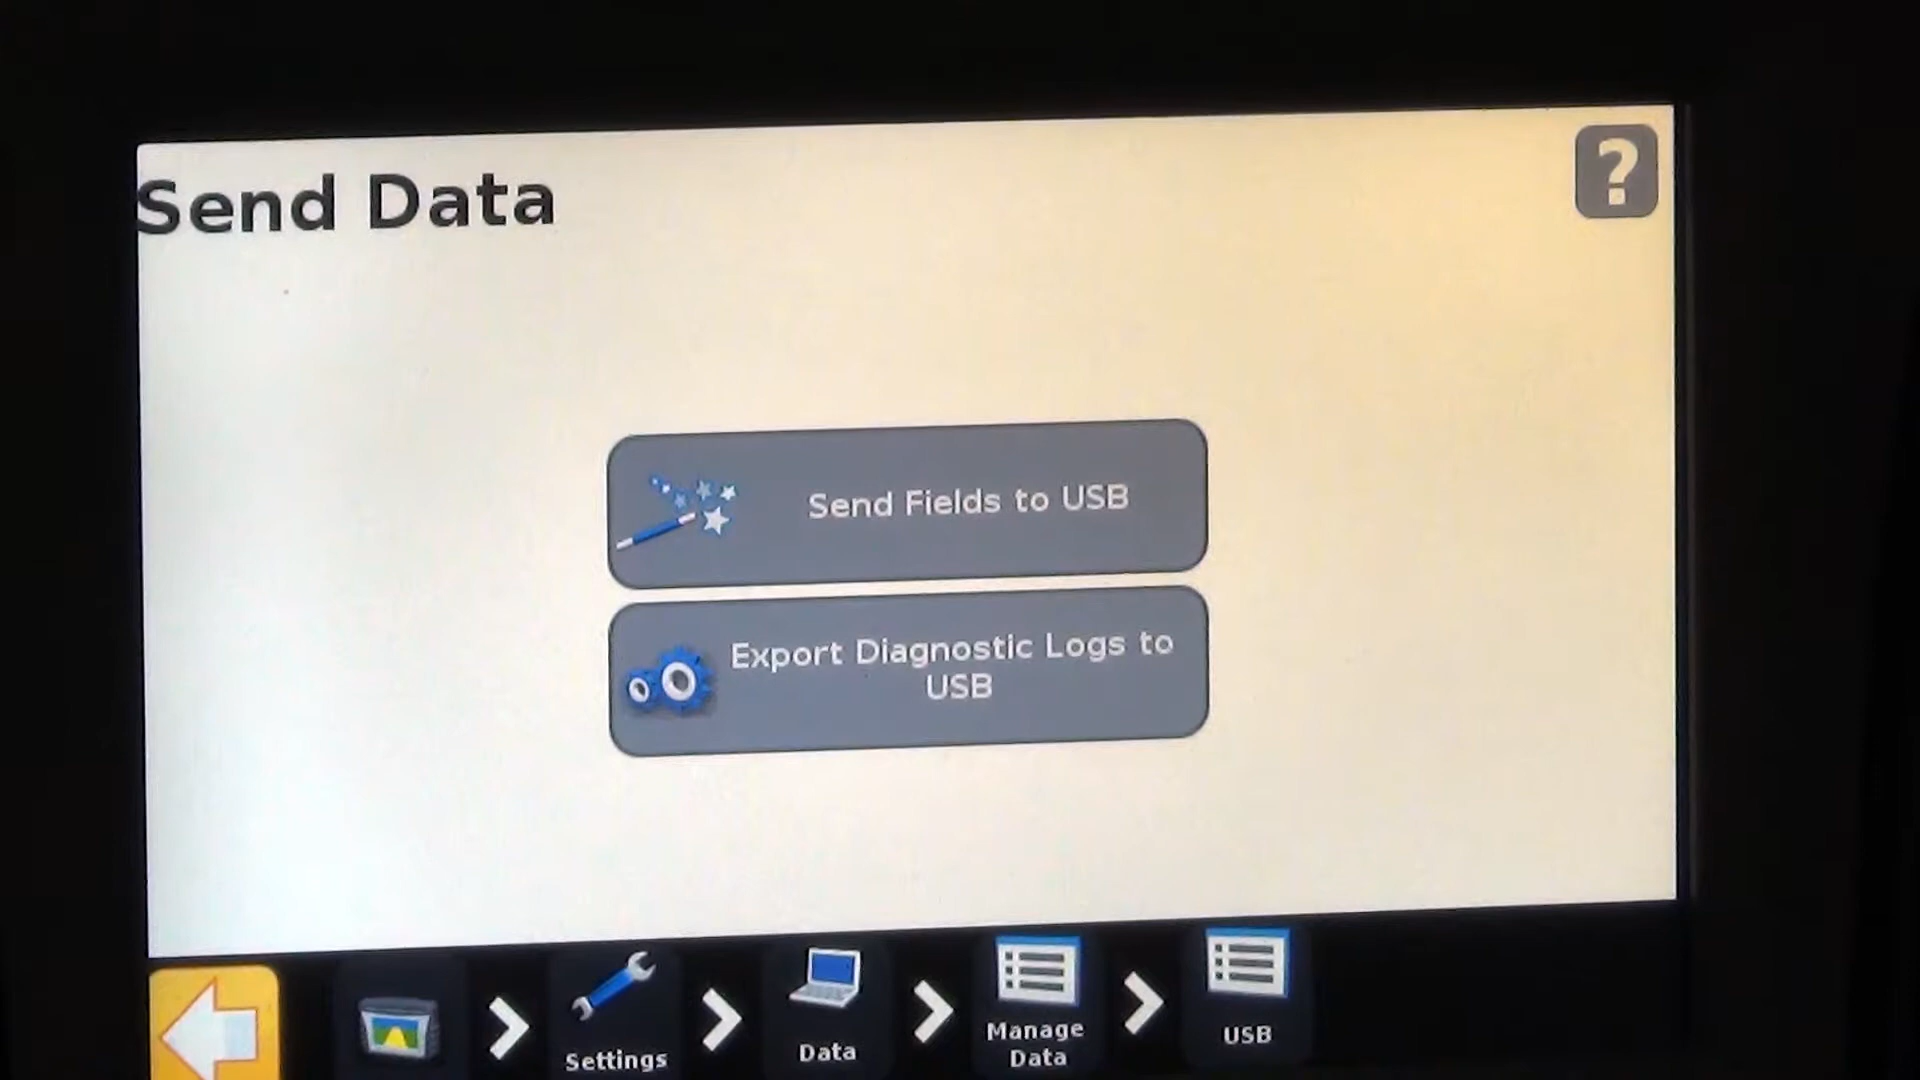 Send Data
?
Send Fields to USB
Export Diagnostic Logs to
USB
Settings
Data
Manage
Data
USB